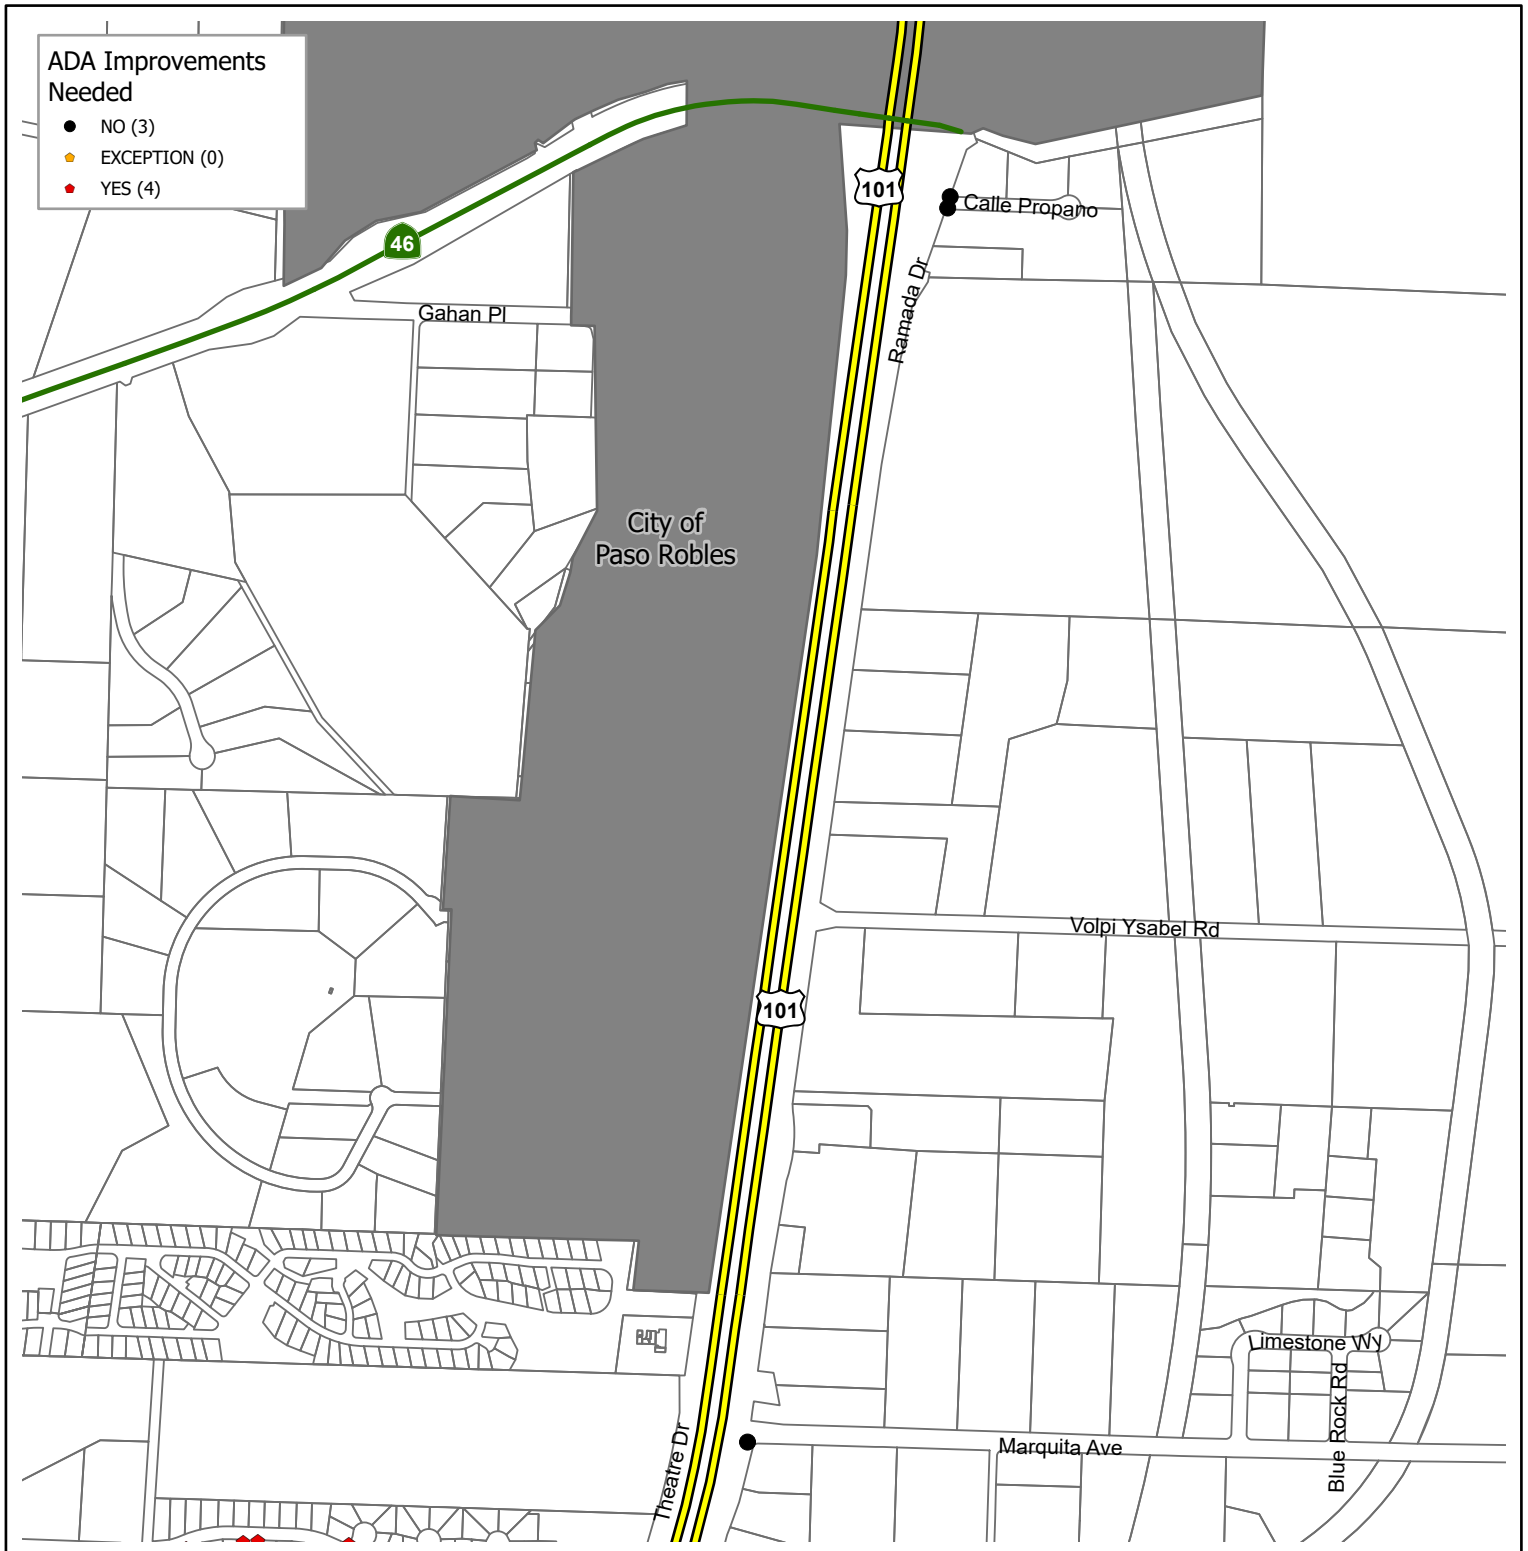 ADA Improvements
Needed
NO (3)
EXCEPTION (0)
YES (4)
46
101
Calle Propano
Ramada Dr
Gahan Pl
City of
Paso Robles
Volpi Ysabel Rd
101
Limestone Wy
Blue Rock Rd
Marquita Ave
Theatre Dr